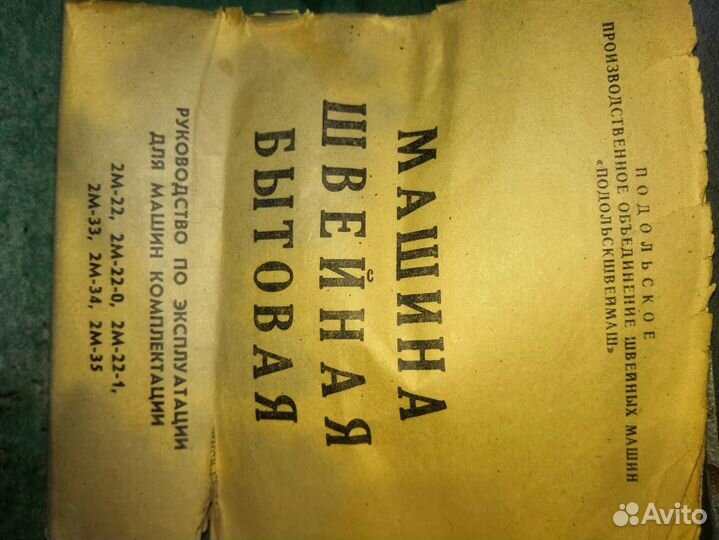 ПОДОЛЬСКОЕ
ПРОИЗВОДСТВЕННОЕ ОБЪЕДИНЕНИЕ ШВЕЙНЫХ МАШИН
«ПОДОЛЬСКШВЕЙМАШ»
МАШИНА
ШВЕЙНАЯ
БЫТОВАЯ
РУКОВОДСТВО ПО ЭКСПЛУАТАЦИИ
ДЛЯ МАШИН КОМПЛЕКТАЦИИ
2М-22, 2М-22-0, 2М-22-1,
2М-33, 2М-34, 2М-35
Avito